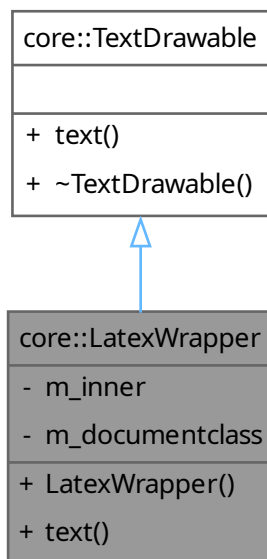 core::TextDrawable
+ text()
+ ~TextDrawable()
core::LatexWrapper
- m_inner
- m_documentclass
+ LatexWrapper()
+ text()